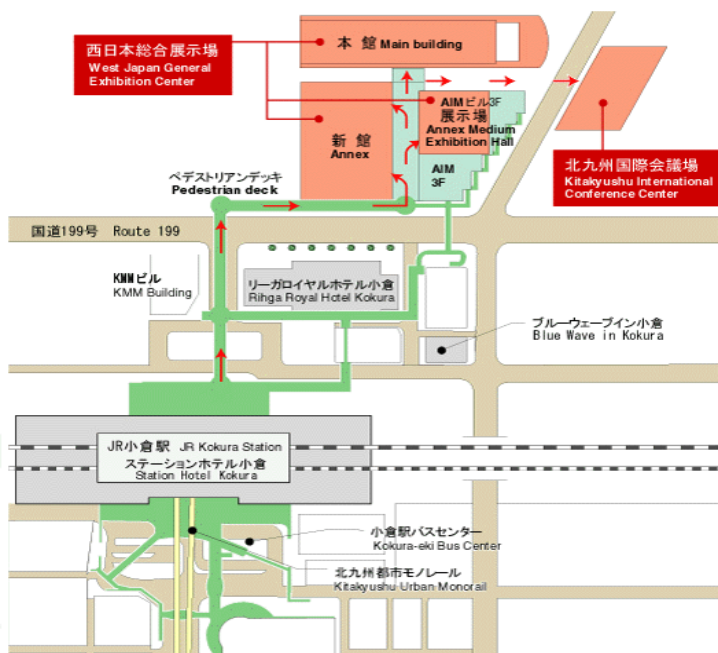 本館 Main building
西日本総合展示場
West Japan General
Exhibition Center
AIMビル3F
展示場
Annex Medium
Exhibition Hall
新館
Annex
AIM
3F
北九州国際会議場
Kitakyushu International
Conference Center
ペデストリアンデッキ
Pedestrian deck
国道199号 Route 199
KMMビル
KMM Building
リーガロイヤルホテル小倉
Rihga Royal Hotel Kokura
ブルーウェーブイン小倉
Blue Wave in Kokura
JR小倉駅 JR Kokura Station
ステーションホテル小倉
Station Hotel Kokura
小倉駅バスセンター
Kokura-eki Bus Center
北九州都市モノレール
Kitakyushu Urban Monorail